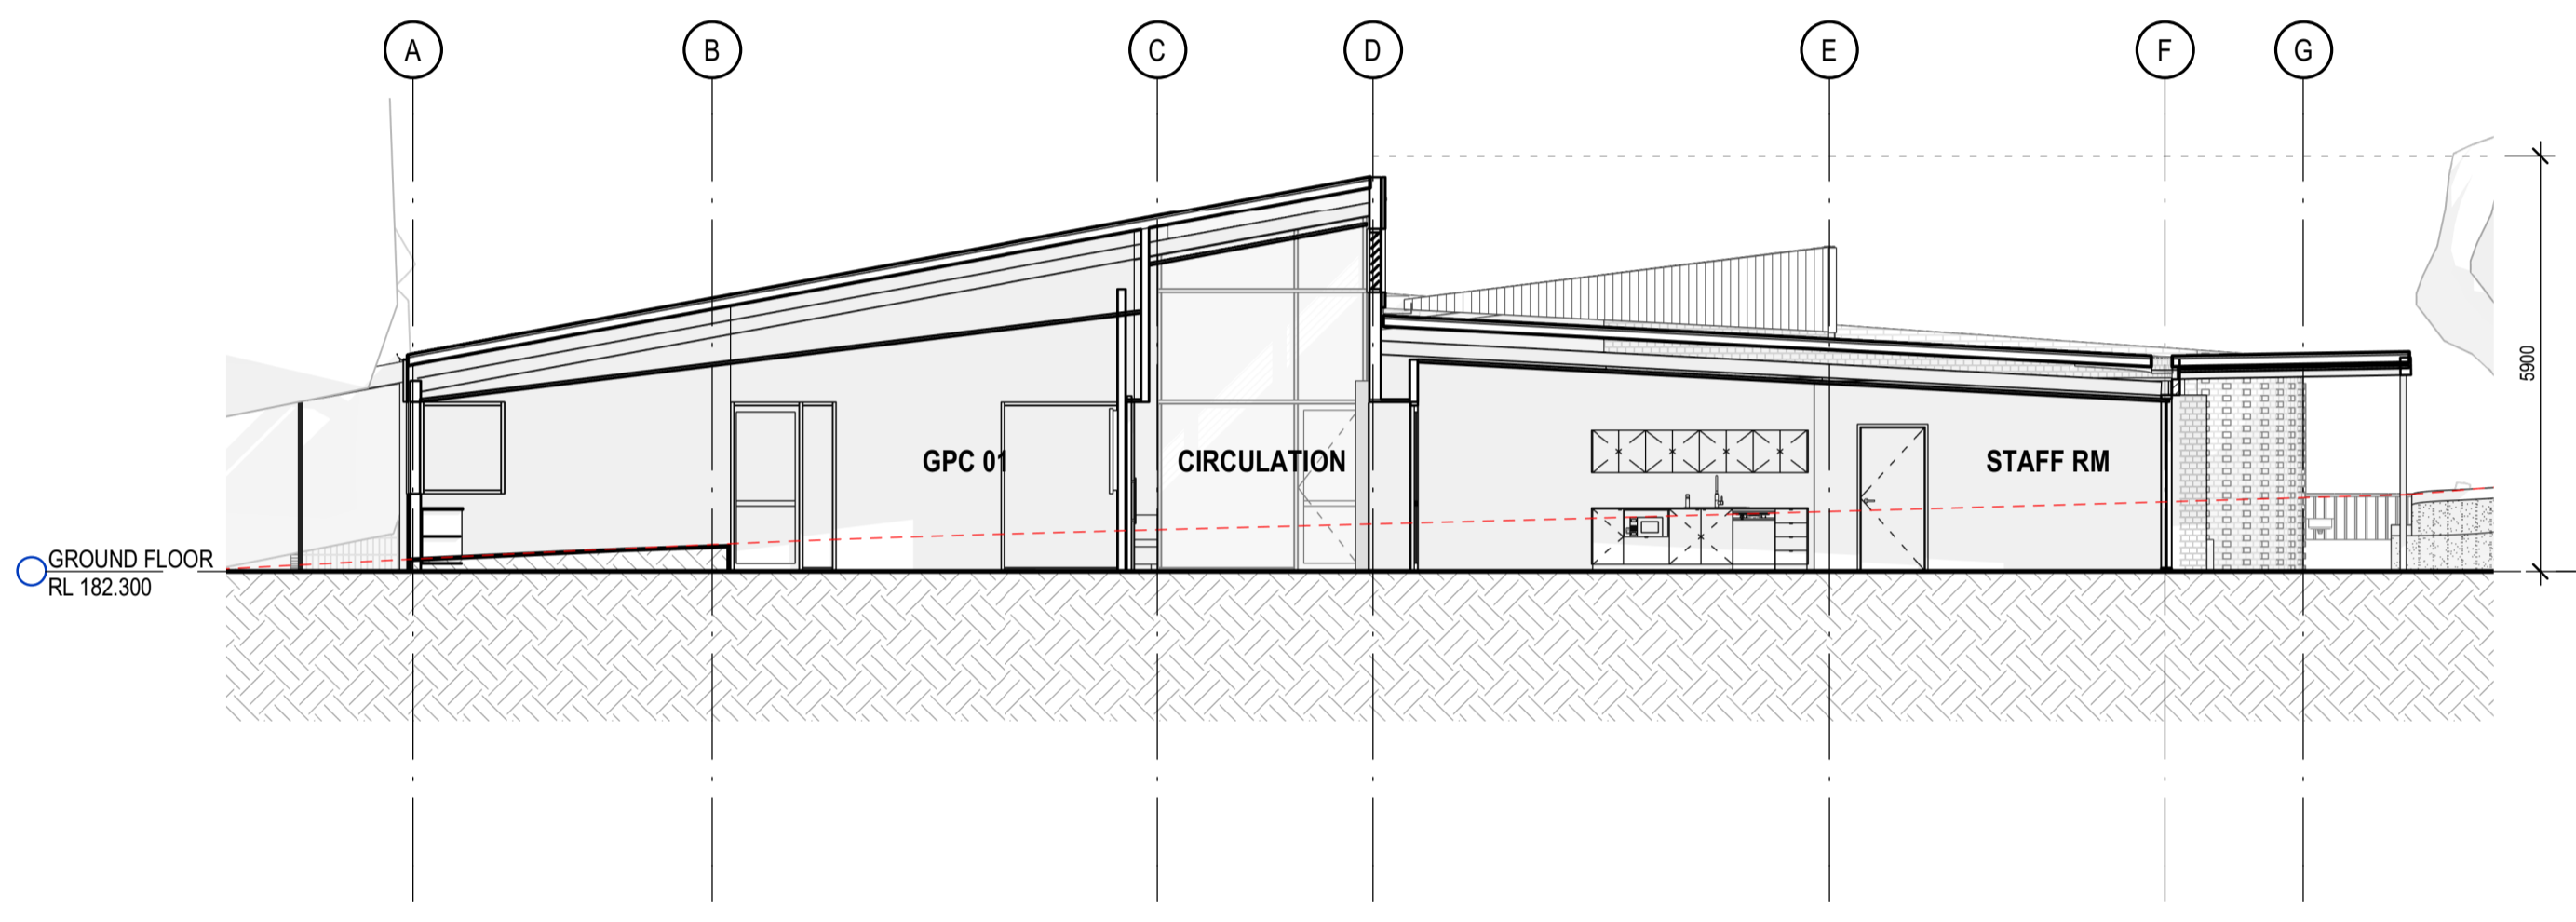 A
B
C
D
E
F
G
5900
GPC 01
CIRCULATION
STAFF RM
GROUND FLOOR
RL 182.300